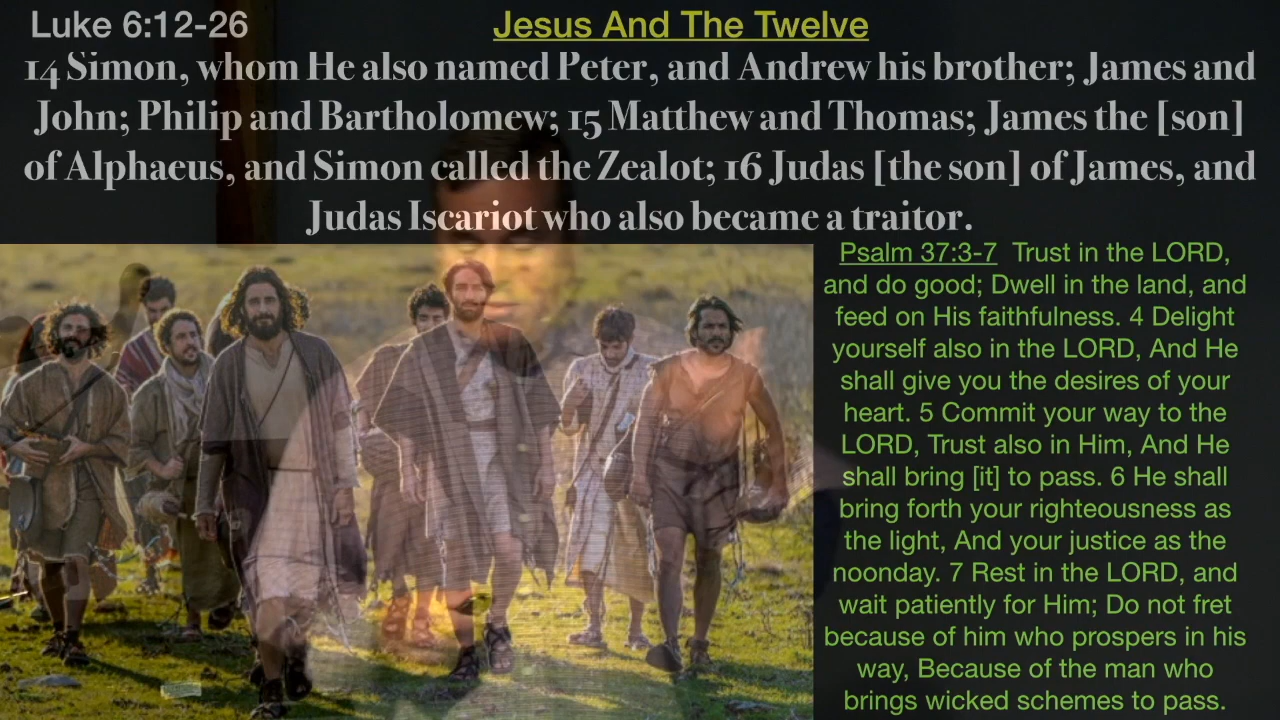 Luke 6:12-26
Jesus And The Twelve
14 Simon, whom He also named Peter, and Andrew his brother; James and
John; Philip and Bartholomew; 15 Matthew and Thomas; James the [son]
of Alphaeus, and Simon called the Zealot; 16 Judas [the son] of James, and
Judas Iscariot who also became a traitor.
Psalm 37:3-7 Trust in the LORD,
and do good; Dwell in the land, and
feed on His faithfulness. 4 Delight
yourself also in the LORD, And He
shall give you the desires of your
heart. 5 Commit your way to the
LORD, Trust also in Him, And He
shall bring [it] to pass. 6 He shall
bring forth your righteousness as
the light, And your justice as the
noonday. 7 Rest in the LORD, and
wait patiently for Him; Do not fret
because of him who prospers in his
way, Because of the man who
brings wicked schemes to pass.